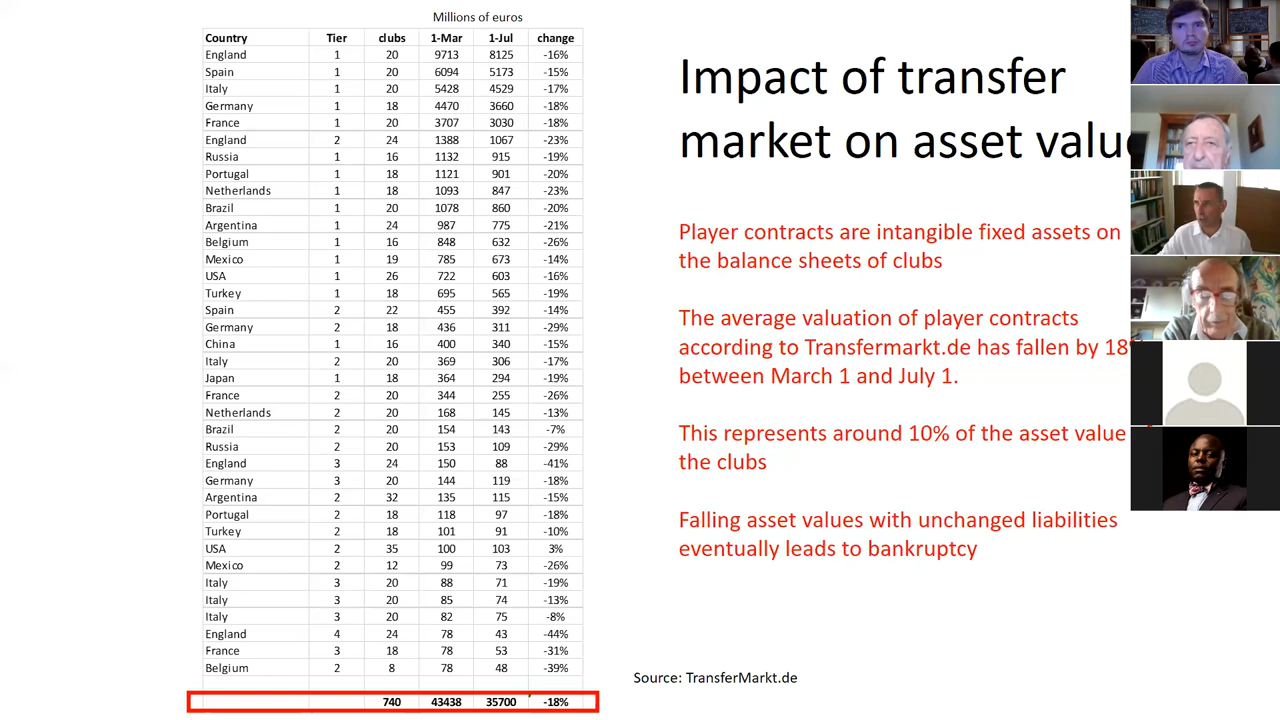 Millions of euros
Country Tier clubs 1-Mar 1-Jul change
England 1 20 9713 8125 -16%
Spain 1 20 6094 5173 -15%
Italy 1 20 5428 4529 -17%
Germany 1 18 4470 3660 -18%
France 1 20 3707 3030 -18%
England 2 24 1388 1067 -23%
Russia 1 16 1132 915 -19%
Portugal 1 18 1121 901 -20%
Netherlands 1 18 1093 847 -23%
Brazil 1 20 1078 860 -20%
Argentina 1 24 987 775 -21%
Belgium 1 16 848 632 -26%
Mexico 1 19 785 673 -14%
USA 1 26 722 603 -16%
Turkey 1 18 695 565 -19%
Spain 2 22 455 392 -14%
Germany 2 18 436 311 -29%
China 1 16 400 340 -15%
Italy 2 20 369 306 -17%
Japan 1 18 364 294 -19%
France 2 20 344 255 -26%
Netherlands 2 20 168 145 -13%
Brazil 2 20 154 143 -7%
Russia 2 20 153 109 -29%
England 3 24 150 88 -41%
Germany 3 20 144 119 -18%
Argentina 2 32 135 115 -15%
Portugal 2 18 118 97 -18%
Turkey 2 18 101 91 -10%
USA 2 35 100 103 3%
Mexico 2 12 99 73 -26%
Italy 3 20 88 71 -19%
Italy 3 20 85 74 -13%
Italy 3 20 82 75 -8%
England 4 24 78 43 -44%
France 3 18 78 53 -31%
Belgium 2 8 78 48 -39%
740 43438 35700 -18%
Impact of transfer
market on asset value
Player contracts are intangible fixed assets on
the balance sheets of clubs
The average valuation of player contracts
according to Transfermarkt.de has fallen by 18%
between March 1 and July 1.
This represents around 10% of the asset value
the clubs
Falling asset values with unchanged liabilities
eventually leads to bankruptcy
Source: TransferMarkt.de